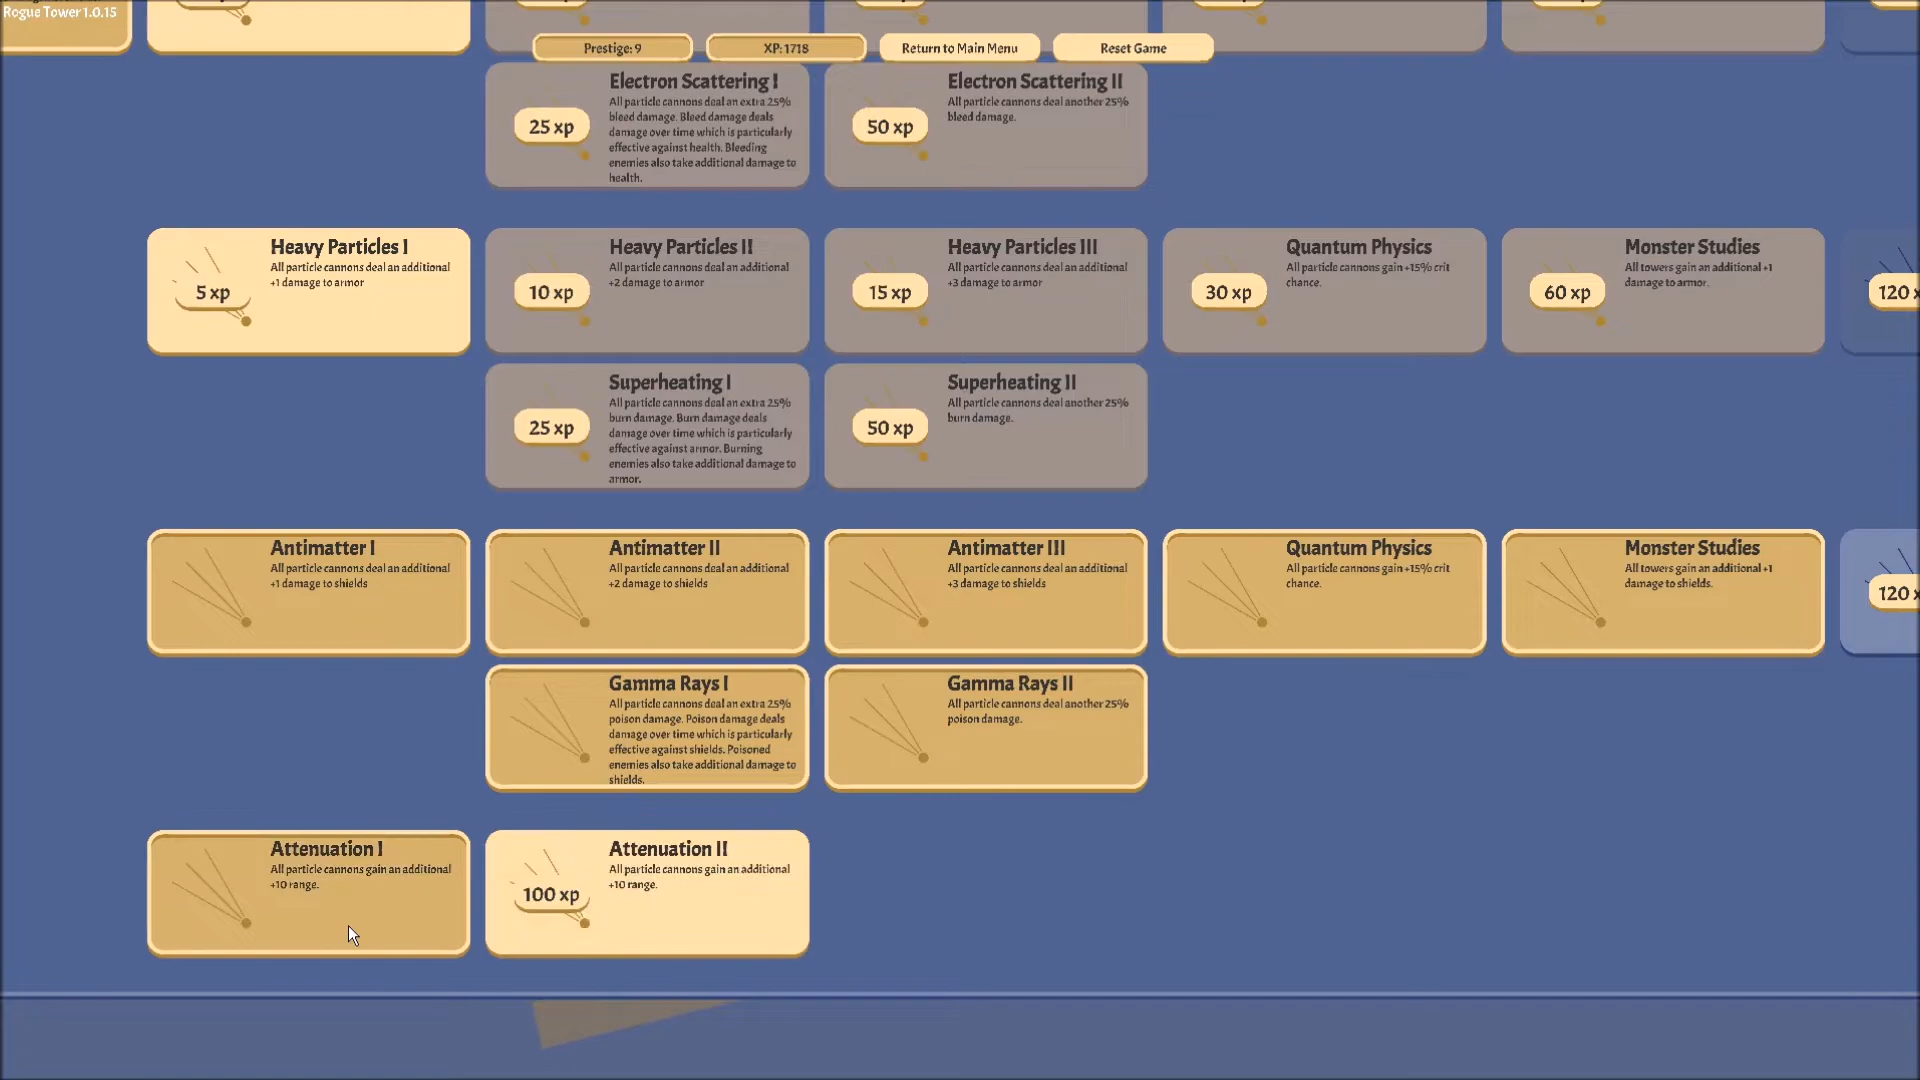 Rogue Tower 1.0.15
Prestige: 9
XP: 1718
Return to Main Menu
Reset Game
Electron Scattering I
All particle cannons deal an extra 25%
bleed damage. Bleed damage deals
damage over time which is particularly
effective against health. Bleeding
enemies also take additional damage to
health.
25 xp
Electron Scattering II
All particle cannons deal another 25%
bleed damage.
50 xp
Heavy Particles I
All particle cannons deal an additional
+1 damage to armor
5 xp
Heavy Particles II
All particle cannons deal an additional
+2 damage to armor
10 xp
Heavy Particles III
All particle cannons deal an additional
+3 damage to armor
15 xp
Quantum Physics
All particle cannons gain +15% crit
chance.
30 xp
Monster Studies
All towers gain an additional +1
damage to armor.
60 xp
120 x
Superheating I
All particle cannons deal an extra 25%
burn damage. Burn damage deals
damage over time which is particularly
effective against armor. Burning
enemies also take additional damage to
armor.
25 xp
Superheating II
All particle cannons deal another 25%
burn damage.
50 xp
Antimatter I
All particle cannons deal an additional
+1 damage to shields
Antimatter II
All particle cannons deal an additional
+2 damage to shields
Antimatter III
All particle cannons deal an additional
+3 damage to shields
Quantum Physics
All particle cannons gain +15% crit
chance.
Monster Studies
All towers gain an additional +1
damage to shields.
120 x
Gamma Rays I
All particle cannons deal an extra 25%
poison damage. Poison damage deals
damage over time which is particularly
effective against shields. Poisoned
enemies also take additional damage to
shields.
Gamma Rays II
All particle cannons deal another 25%
poison damage.
Attenuation I
All particle cannons gain an additional
+10 range.
Attenuation II
All particle cannons gain an additional
+10 range.
100 xp